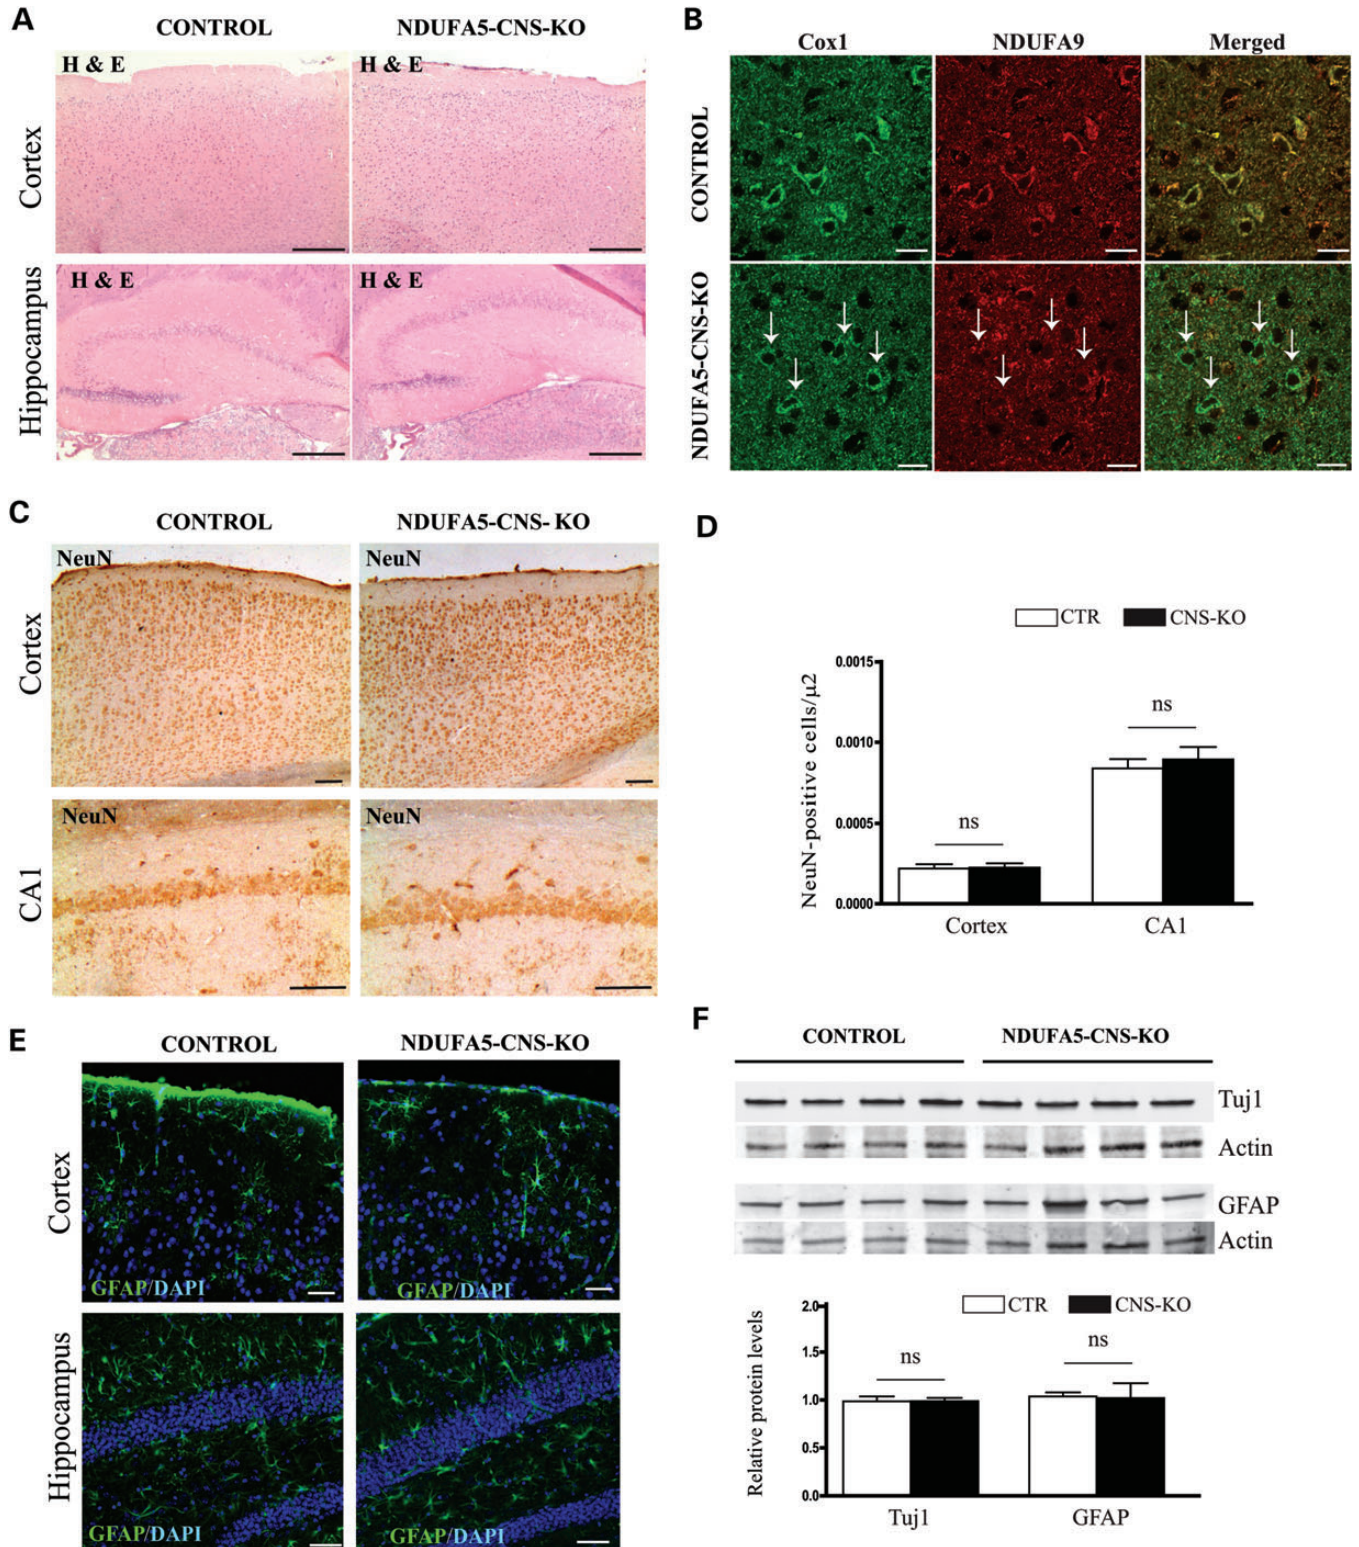 A
CONTROL
NDUFA5-CNS-KO
H & E
H & E
Cortex
H & E
H & E
Hippocampus
B
Cox1
NDUFA9
Merged
CONTROL
NDUFA5-CNS-KO
C
CONTROL
NDUFA5-CNS- KO
NeuN
NeuN
Cortex
NeuN
NeuN
CA1
D
CTR
CNS-KO
NeuN-positive cells/μ2
0.0015
0.0010
0.0005
0.0000
ns
ns
Cortex
CA1
E
CONTROL
NDUFA5-CNS-KO
Cortex
GFAP/DAPI
GFAP/DAPI
Hippocampus
GFAP/DAPI
GFAP/DAPI
F
CONTROL
NDUFA5-CNS-KO
Tuj1
Actin
GFAP
Actin
CTR
CNS-KO
Relative protein levels
2.0
1.5
1.0
0.5
0.0
ns
ns
Tuj1
GFAP